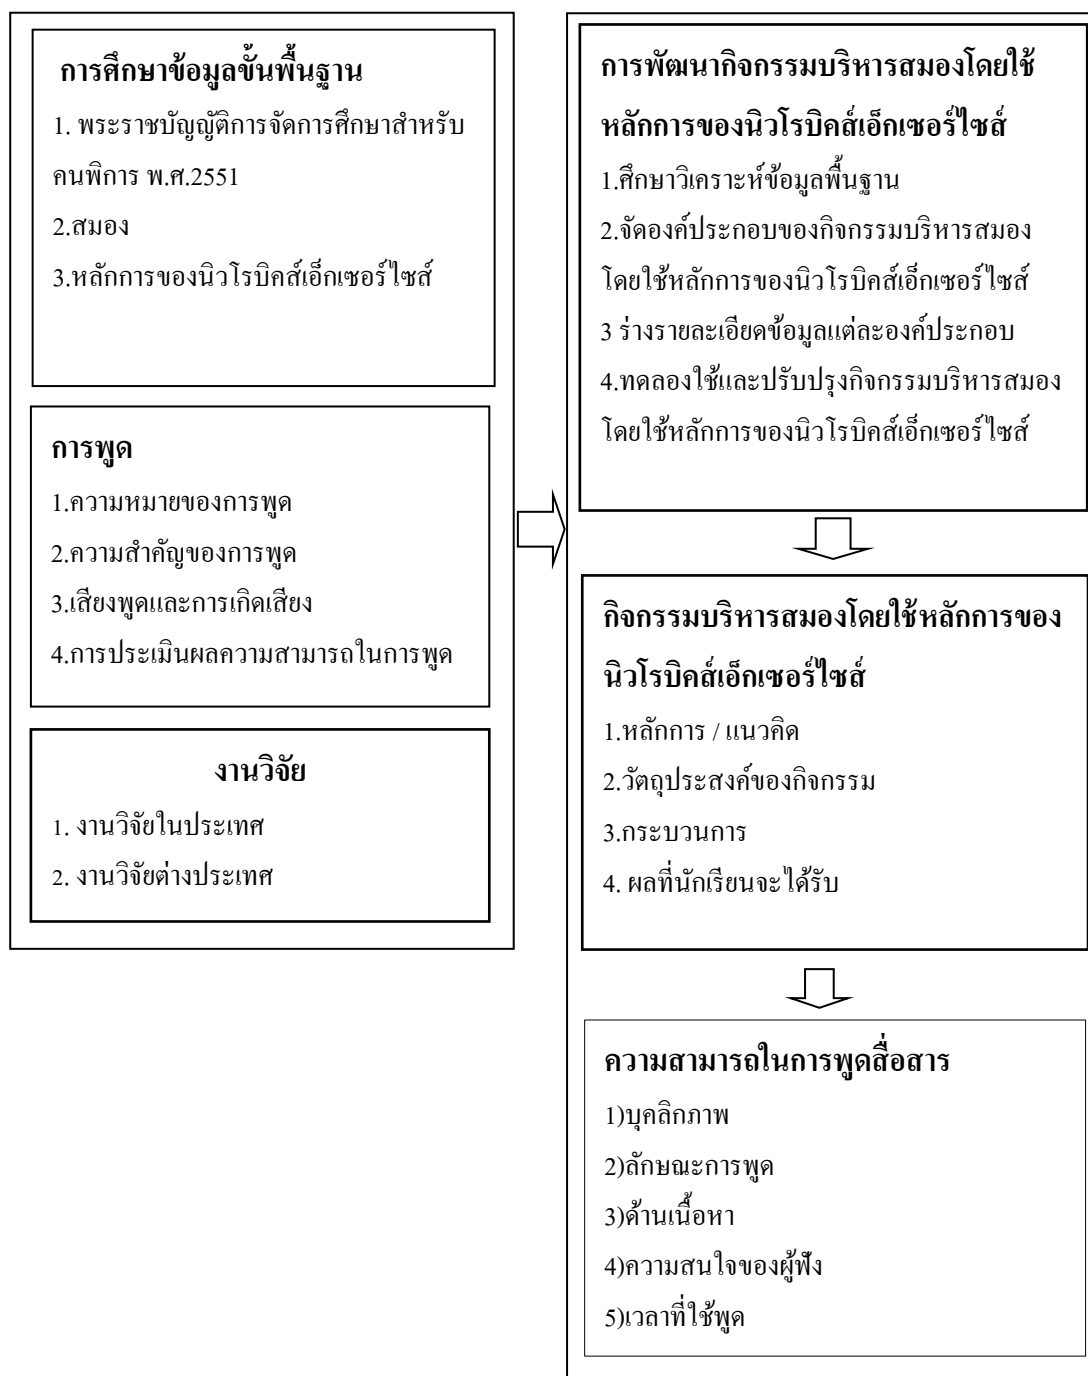 การศึกษาข้อมูลขั้นพื้นฐาน
1. พระราชบัญญัติการจัดการศึกษาสำหรับ
คนพิการ พ.ศ.2551
2.สมอง
3.หลักการของนิวโรบิคส์เอ็กเซอร์ไซส์
การพูด
1.ความหมายของการพูด
2.ความสำคัญของการพูด
3.เสียงพูดและการเกิดเสียง
4.การประเมินผลความสามารถในการพูด
งานวิจัย
1. งานวิจัยในประเทศ
2. งานวิจัยต่างประเทศ
การพัฒนากิจกรรมบริหารสมองโดยใช้
หลักการของนิวโรบิคส์เอ็กเซอร์ไซส์
1.ศึกษาวิเคราะห์ข้อมูลพื้นฐาน
2.จัดองค์ประกอบของกิจกรรมบริหารสมอง
โดยใช้หลักการของนิวโรบิคส์เอ็กเซอร์ไซส์
3 ร่างรายละเอียดข้อมูลแต่ละองค์ประกอบ
4.ทดลองใช้และปรับปรุงกิจกรรมบริหารสมอง
โดยใช้หลักการของนิวโรบิคส์เอ็กเซอร์ไซส์
กิจกรรมบริหารสมองโดยใช้หลักการของ
นิวโรบิคส์เอ็กเซอร์ไซส์
1.หลักการ / แนวคิด
2.วัตถุประสงค์ของกิจกรรม
3.กระบวนการ
4. ผลที่นักเรียนจะได้รับ
ความสามารถในการพูดสื่อสาร
1)บุคลิกภาพ
2)ลักษณะการพูด
3)ด้านเนื้อหา
4)ความสนใจของผู้ฟัง
5)เวลาที่ใช้พูด